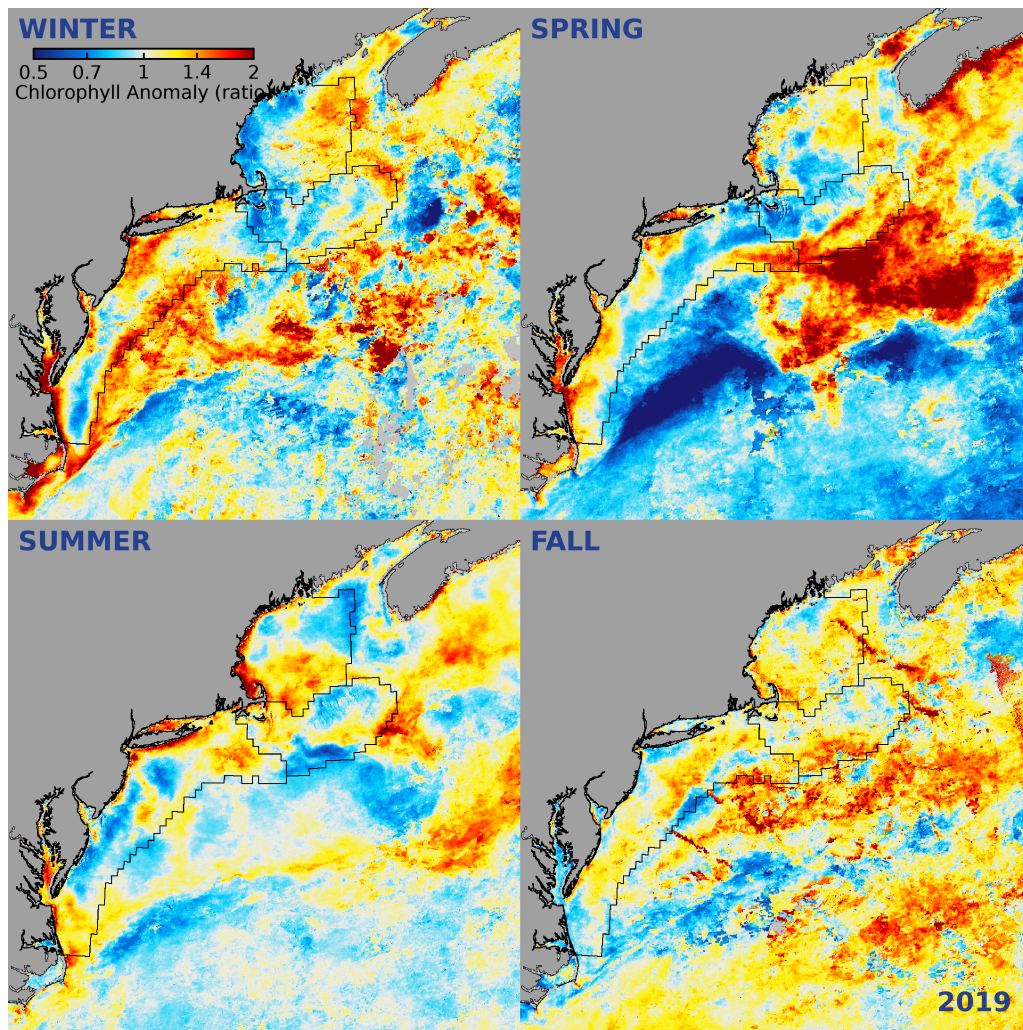 WINTER
0.5 0.7 1 1.4 2
Chlorophyll Anomaly (ratio)
SPRING
SUMMER
FALL
2019